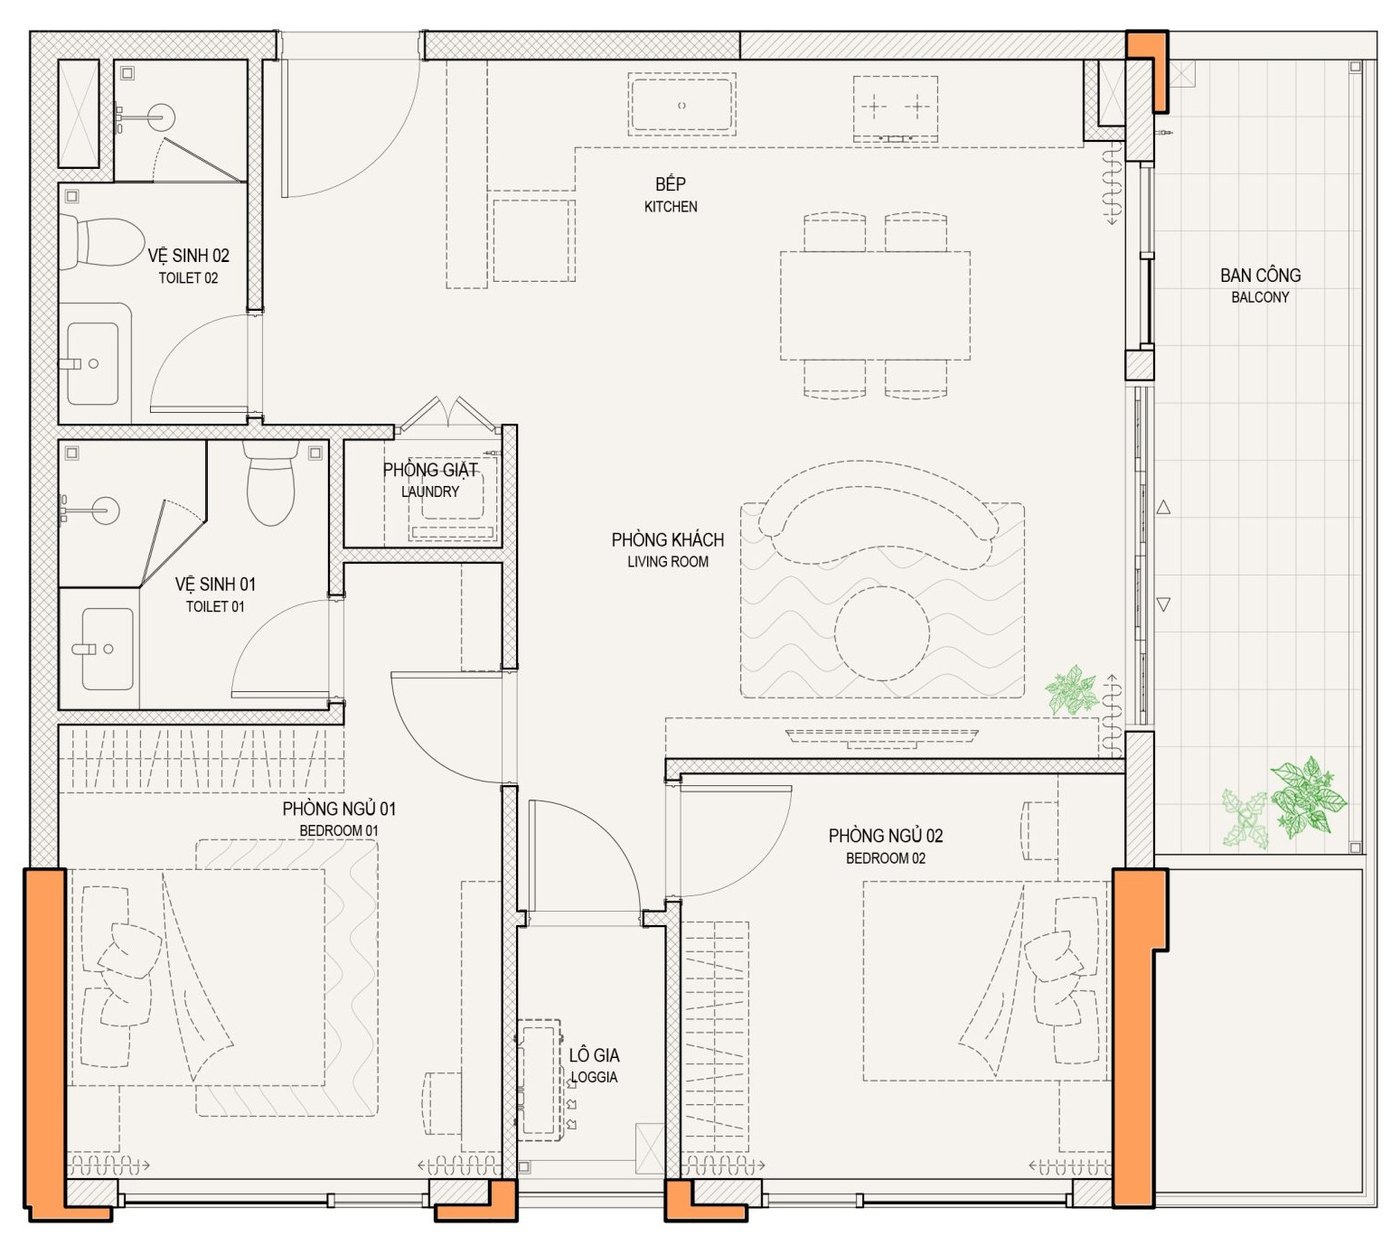 BẾP
KITCHEN
VỆ SINH 02
TOILET 02
BAN CÔNG
BALCONY
PHÒNG GIẶT
LAUNDRY
PHÒNG KHÁCH
LIVING ROOM
VỆ SINH 01
TOILET 01
PHÒNG NGỦ 01
BEDROOM 01
PHÒNG NGỦ 02
BEDROOM 02
LÔ GIA
LOGGIA